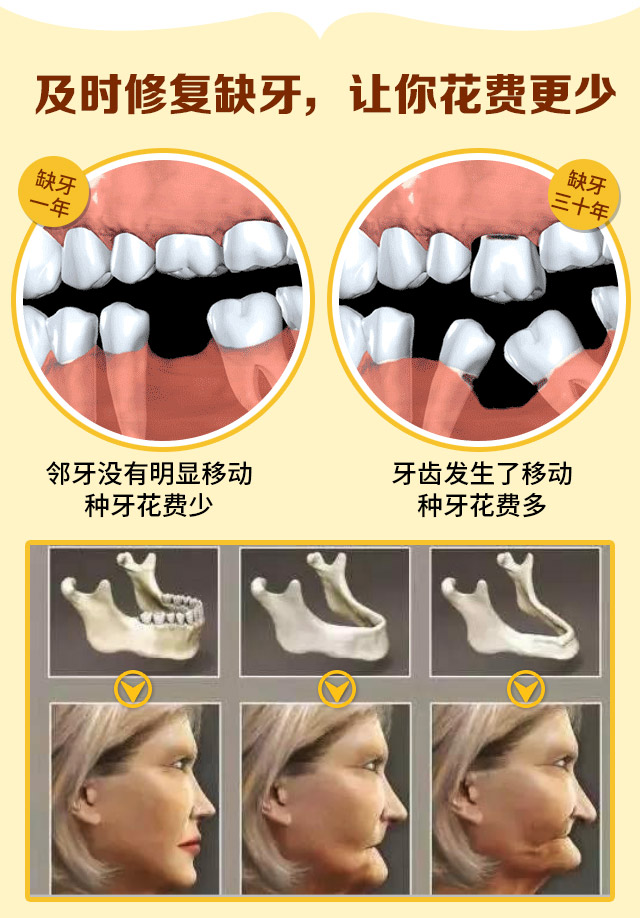 及时修复缺牙，让你花费更少
缺牙
一年
缺牙
三十年
邻牙没有明显移动
种牙花费少
牙齿发生了移动
种牙花费多